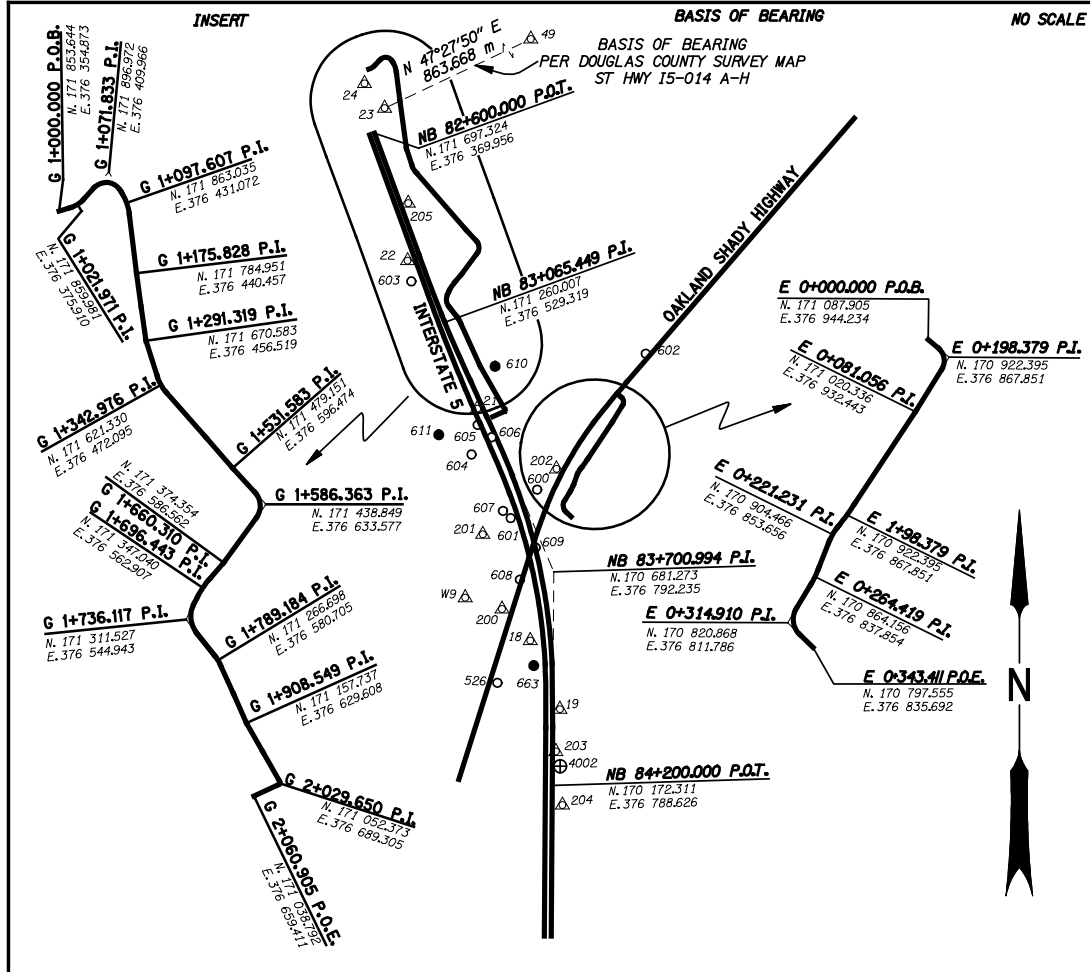 INSERT
BASIS OF BEARING
NO SCALE
BASIS OF BEARING
PER DOUGLAS COUNTY SURVEY MAP
ST HWY I5-014 A-H
N 47°27'50" E
863.668 m
49
24
23
NB 82+600.000 P.O.T.
N. 171 697.324
E. 376 369.956
205
22
603
INTERSTATE 5
NB 83+065.449 P.I.
N. 171 260.007
E. 376 529.319
OAKLAND SHADY HIGHWAY
602
610
21
611
605
606
604
202
600
607
201
601
609
608
W9
200
18
526
663
19
203
4002
204
NB 83+700.994 P.I.
N. 170 681.273
E. 376 792.235
NB 84+200.000 P.O.T.
N. 170 172.311
E. 376 788.626
G 1+000.000 P.O.B.
N. 171 853.644
E. 376 354.873
G 1+071.833 P.I.
N. 171 896.972
E. 376 409.966
G 1+097.607 P.I.
N. 171 863.035
E. 376 431.072
G 1+021.971 P.I.
N. 171 859.981
E. 376 375.910
G 1+175.828 P.I.
N. 171 784.951
E. 376 440.457
G 1+291.319 P.I.
N. 171 670.583
E. 376 456.519
G 1+342.976 P.I.
N. 171 621.330
E. 376 472.095
G 1+531.583 P.I.
N. 171 479.151
E. 376 596.474
G 1+586.363 P.I.
N. 171 438.849
E. 376 633.577
N. 171 374.354
E. 376 586.562
G 1+660.310 P.I.
G 1+696.443 P.I.
N. 171 347.040
E. 376 562.907
G 1+736.117 P.I.
N. 171 311.527
E. 376 544.943
G 1+789.184 P.I.
N. 171 266.698
E. 376 580.705
G 1+908.549 P.I.
N. 171 157.737
E. 376 629.608
G 2+029.650 P.I.
N. 171 052.373
E. 376 689.305
G 2+060.905 P.O.E.
N. 171 038.792
E. 376 659.411
E 0+000.000 P.O.B.
N. 171 087.905
E. 376 944.234
E 0+198.379 P.I.
N. 170 922.395
E. 376 867.851
E 0+081.056 P.I.
N. 171 020.336
E. 376 932.443
E 0+221.231 P.I.
N. 170 904.466
E. 376 853.656
E 1+98.379 P.I.
N. 170 922.395
E. 376 867.851
E 0+264.419 P.I.
N. 170 864.156
E. 376 837.854
E 0+314.910 P.I.
N. 170 820.868
E. 376 811.786
E 0+343.411 P.O.E.
N. 170 797.555
E. 376 835.692
N